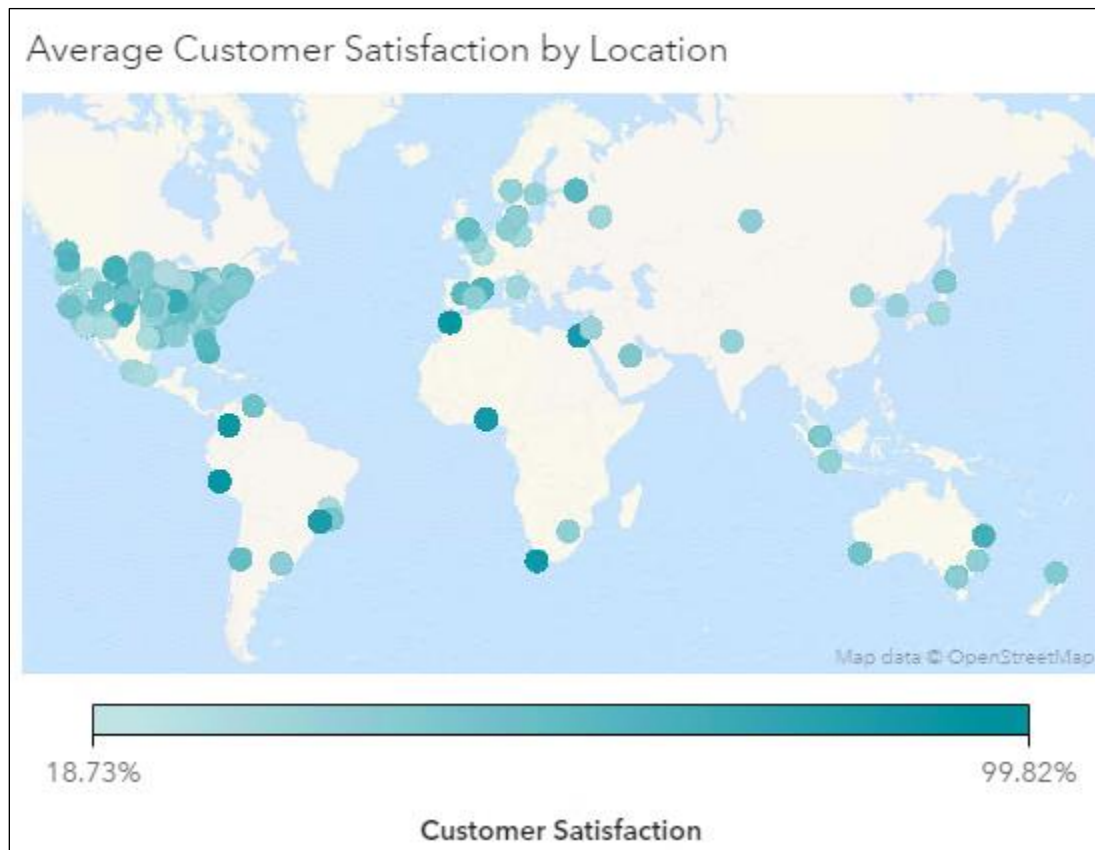 Average Customer Satisfaction by Location
Map data © OpenStreetMap
18.73%
99.82%
Customer Satisfaction